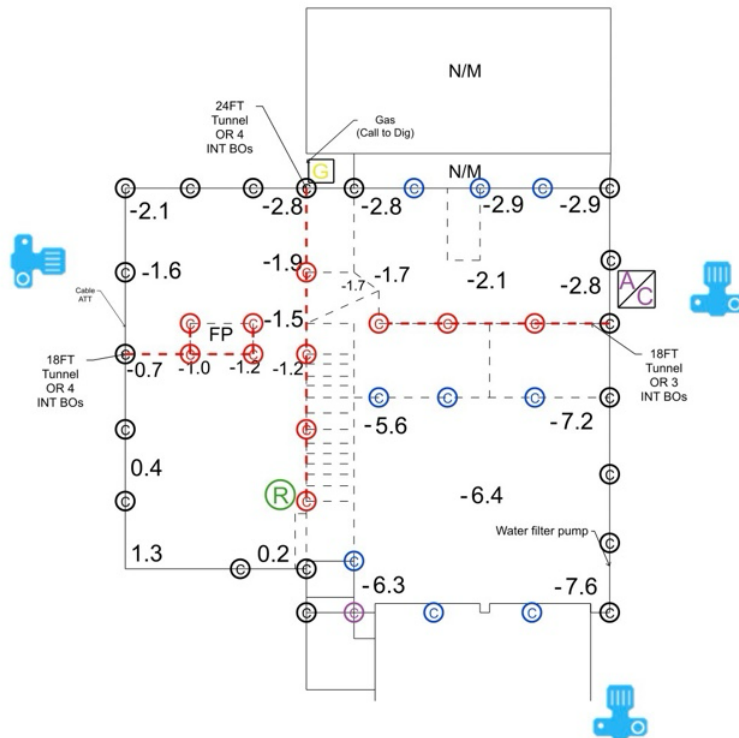 N/M
24FT
Tunnel
OR 4
INT BOs
Gas
(Call to Dig)
G
N/M
C C C C C C C C C
-2.1
-2.8
-2.8
-2.9
-2.9
C C C
-1.6
-1.9
-1.7
-1.7
-2.1
-2.8
A
C
Cable
ATT
C C C C C C
FP
-1.5
18FT
Tunnel
OR 4
INT BOs
C C C C
-0.7
-1.0
-1.2
-1.2
18FT
Tunnel
OR 3
INT BOs
C C C C
-5.6
-7.2
C C
0.4
C
R
C C
-6.4
Water filter pump
C
1.3
0.2
C C C
-6.3
-7.6
C C C C C